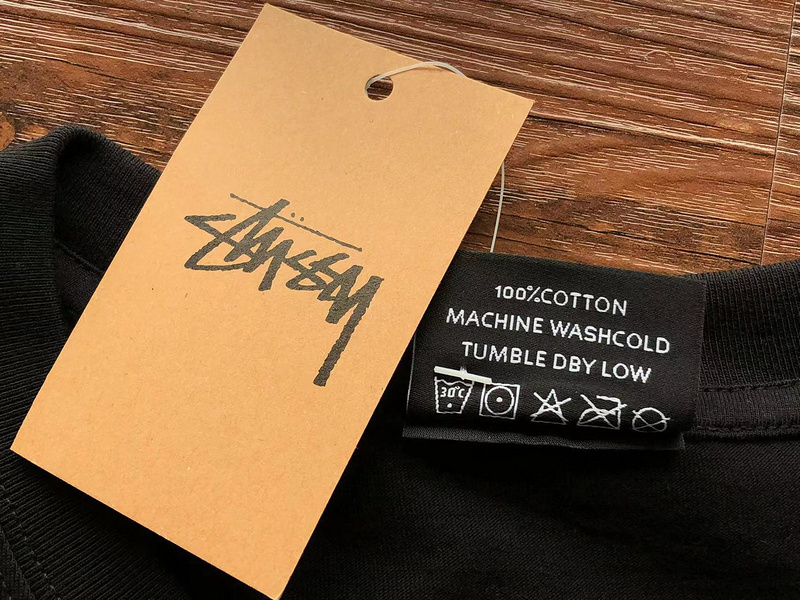 STÜSSY
100%COTTON
MACHINE WASHCOLD
TUMBLE DBY LOW
30°C